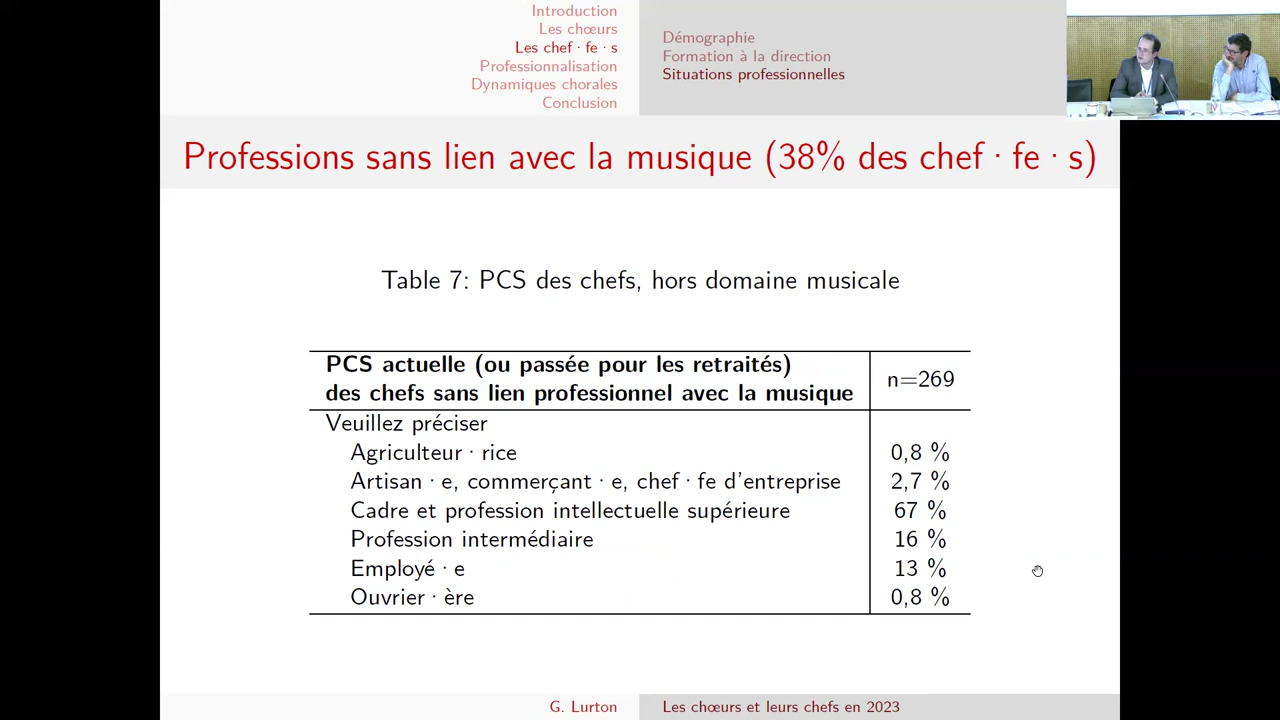 Introduction
Les chœurs
Les chef · fe · s
Professionnalisation
Dynamiques chorales
Conclusion
Démographie
Formation à la direction
Situations professionnelles
Professions sans lien avec la musique (38% des chef · fe · s)
Table 7: PCS des chefs, hors domaine musicale
PCS actuelle (ou passée pour les retraités)
des chefs sans lien professionnel avec la musique
n=269
Veuillez préciser
Agriculteur · rice 0,8 %
Artisan · e, commerçant · e, chef · fe d'entreprise 2,7 %
Cadre et profession intellectuelle supérieure 67 %
Profession intermédiaire 16 %
Employé · e 13 %
Ouvrier · ère 0,8 %
G. Lurton
Les chœurs et leurs chefs en 2023